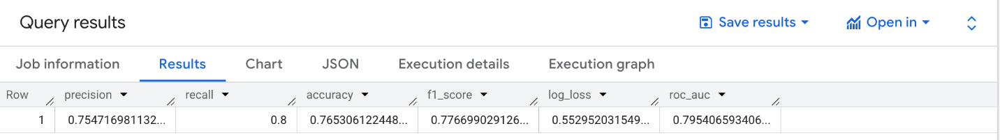 Query results Save results Open in
Job information Results Chart JSON Execution details Execution graph
Row precision recall accuracy f1_score log_loss roc_auc
1 0.754716981132... 0.8 0.765306122448... 0.776699029126... 0.552952031549... 0.795406593406...